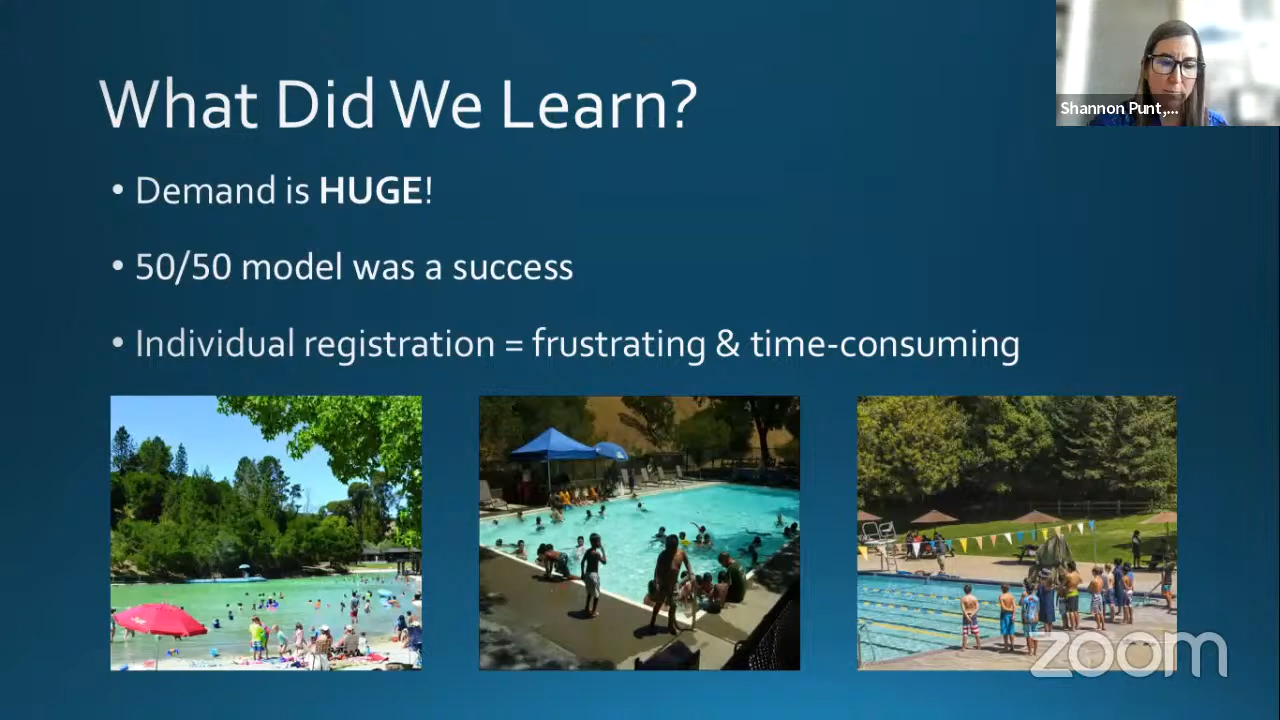 What Did We Learn?
Shannon Punt,...
• Demand is HUGE!
• 50/50 model was a success
• Individual registration = frustrating & time-consuming
zoom